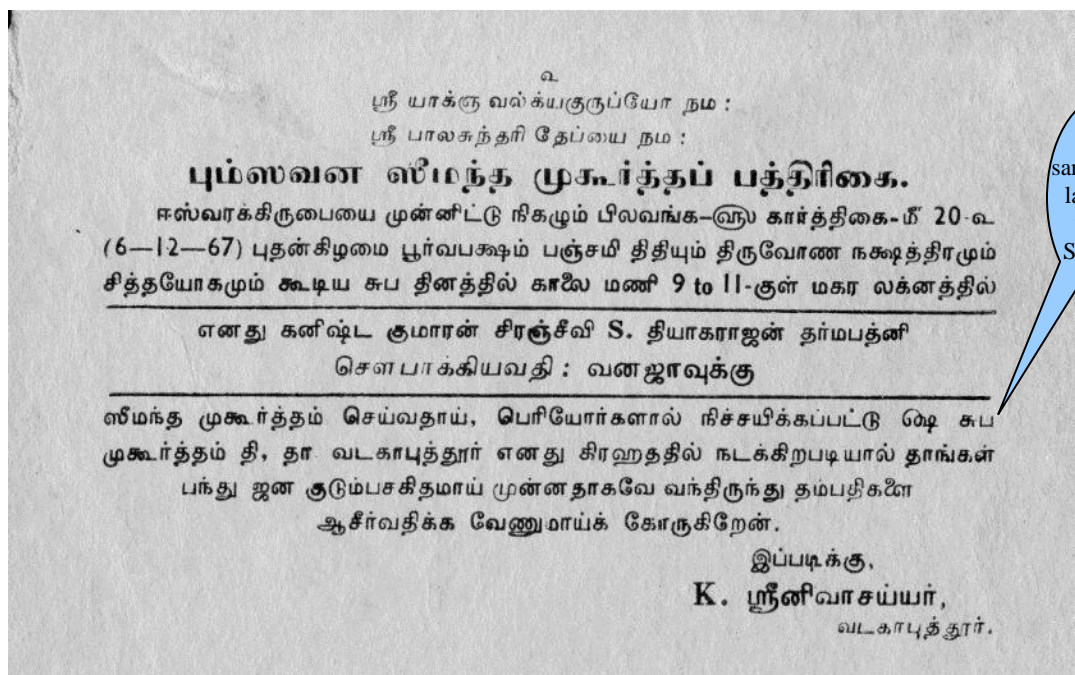 உ
ஸ்ரீ யாக்ஞ வல்க்யகுருப்யோ நம :
ஸ்ரீ பாலசுந்தரி தேப்யை நம :
பும்ஸவன ஸீமந்த முகூர்த்தப் பத்திரிகை.
ஈஸ்வரக்கிருபையை முன்னிட்டு நிகழும் பிலவங்க-௵ கார்த்திகை-மீ 20-உ
(6—12—67) புதன்கிழமை பூர்வபக்ஷம் பஞ்சமி திதியும் திருவோண நக்ஷத்திரமும்
சித்தயோகமும் கூடிய சுப தினத்தில் காலை மணி 9 to 11-குள் மகர லக்னத்தில்
எனது கனிஷ்ட குமாரன் சிரஞ்சீவி S. தியாகராஜன் தர்மபத்னி
சௌபாக்கியவதி : வனஜாவுக்கு
ஸீமந்த முகூர்த்தம் செய்வதாய், பெரியோர்களால் நிச்சயிக்கப்பட்டு ௸ சுப
முகூர்த்தம் தி, தா வடகாபுத்தூர் எனது கிரஹததில் நடக்கிறபடியால் தாங்கள்
பந்து ஜன குடும்பசகிதமாய் முன்னதாகவே வந்திருந்து தம்பதிகளை
ஆசீர்வதிக்க வேணுமாய்க் கோருகிறேன்.
இப்படிக்கு,
K. ஸ்ரீனிவாசய்யர்,
வடகாபுத்தூர்.